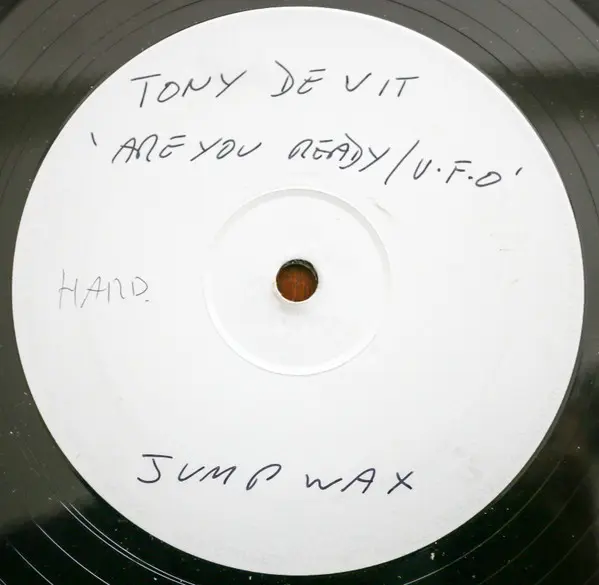 TONY DE VIT
'ARE YOU READY/U.F.O'
HARD.
JUMP WAX